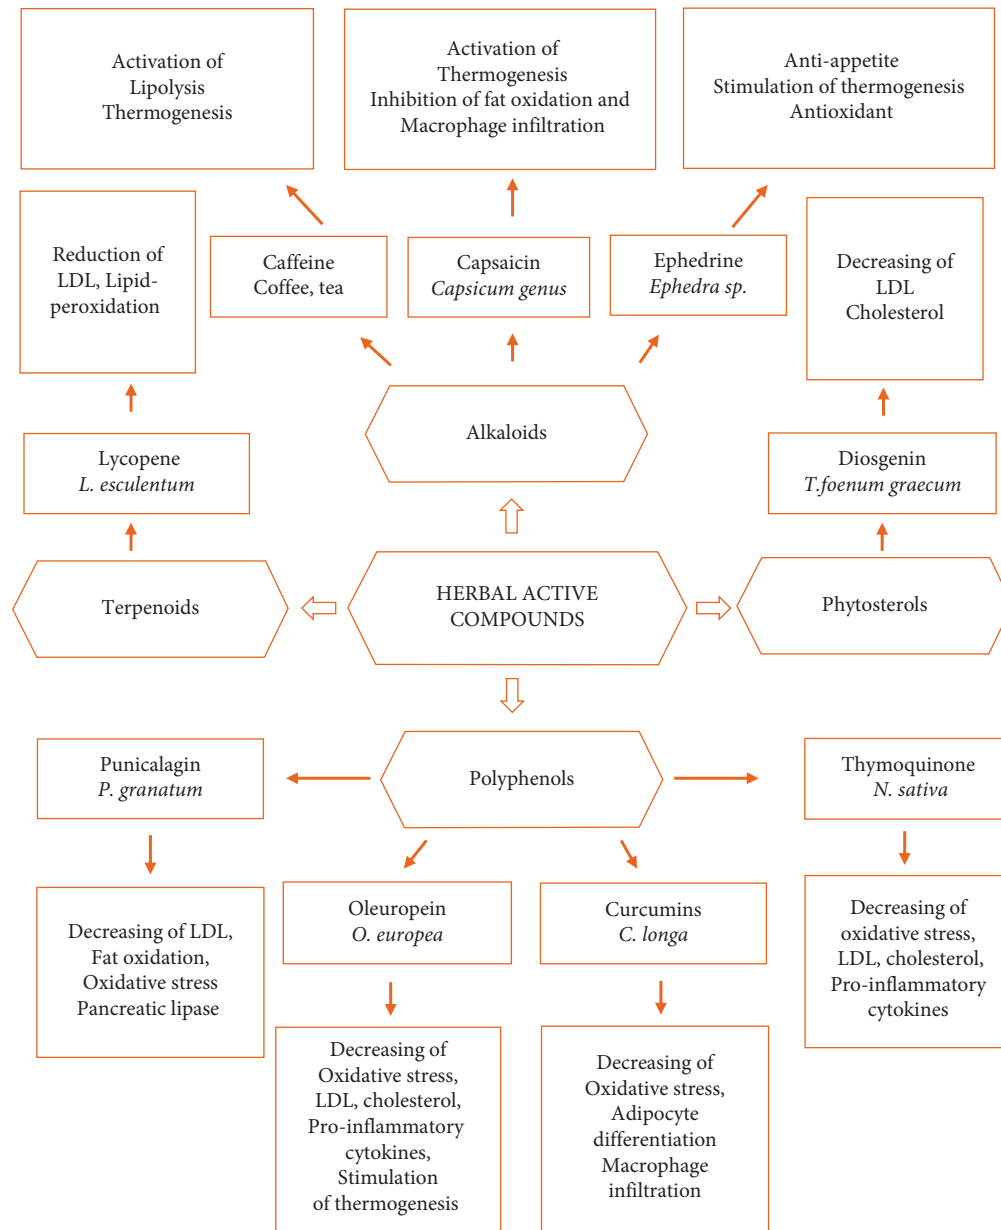 Activation of
Lipolysis
Thermogenesis
Activation of
Thermogenesis
Inhibition of fat oxidation and
Macrophage infiltration
Anti-appetite
Stimulation of thermogenesis
Antioxidant
Reduction of
LDL, Lipid-
peroxidation
Caffeine
Coffee, tea
Capsaicin
Capsicum genus
Ephedrine
Ephedra sp.
Decreasing of
LDL
Cholesterol
Alkaloids
Lycopene
L. esculentum
Diosgenin
T.foenum graecum
Terpenoids
HERBAL ACTIVE
COMPOUNDS
Phytosterols
Punicalagin
P. granatum
Polyphenols
Thymoquinone
N. sativa
Decreasing of LDL,
Fat oxidation,
Oxidative stress
Pancreatic lipase
Oleuropein
O. europea
Curcumins
C. longa
Decreasing of
oxidative stress,
LDL, cholesterol,
Pro-inflammatory
cytokines
Decreasing of
Oxidative stress,
LDL, cholesterol,
Pro-inflammatory
cytokines,
Stimulation
of thermogenesis
Decreasing of
Oxidative stress,
Adipocyte
differentiation
Macrophage
infiltration